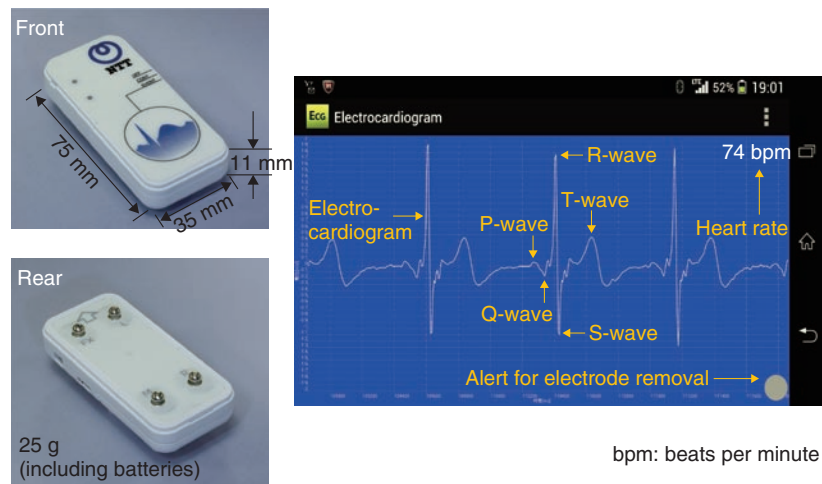 Front
NTT
75 mm
11 mm
35 mm
Rear
25 g
(including batteries)
52% 19:01
ECG Electrocardiogram
74 bpm
R-wave
T-wave
P-wave
Electro-
cardiogram
Heart rate
Q-wave
S-wave
Alert for electrode removal
bpm: beats per minute